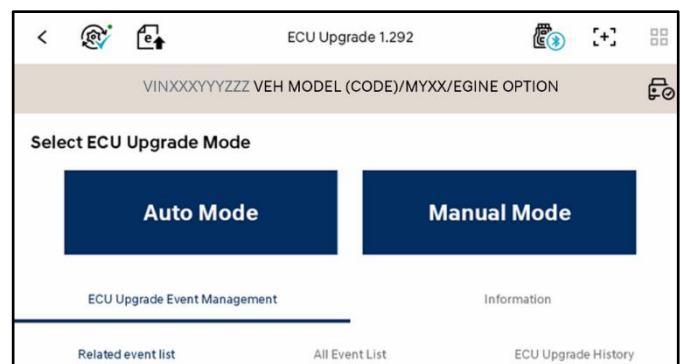 ECU Upgrade 1.292
VINXXXYYYZZZ VEH MODEL (CODE)/MYXX/EGINE OPTION
Select ECU Upgrade Mode
Auto Mode Manual Mode
ECU Upgrade Event Management Information
Related event list All Event List ECU Upgrade History